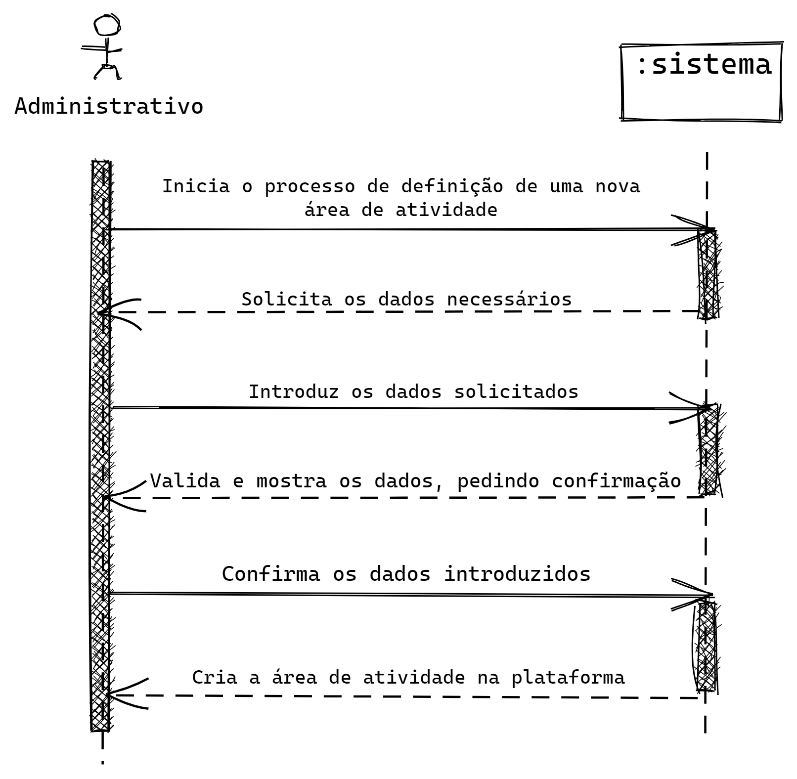 :sistema
Administrativo
Inicia o processo de definição de uma nova
área de atividade
Solicita os dados necessários
Introduz os dados solicitados
Valida e mostra os dados, pedindo confirmação
Confirma os dados introduzidos
Cria a área de atividade na plataforma